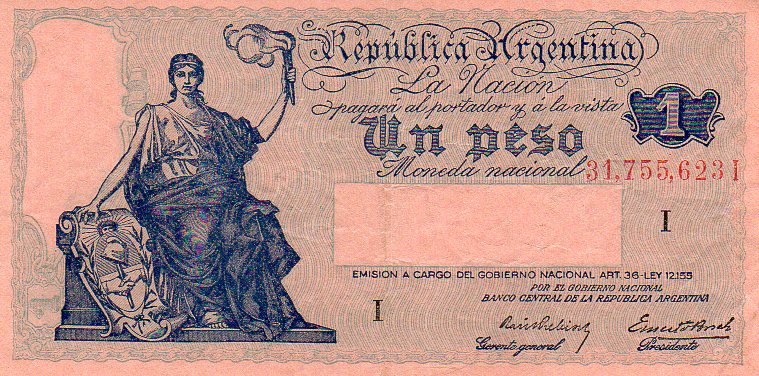 República Argentina
La Nación
pagará al portador y á la vista
1
Un peso
Moneda nacional
31,755,623 I
I
EMISION A CARGO DEL GOBIERNO NACIONAL ART. 36-LEY 12.155
POR EL GOBIERNO NACIONAL
BANCO CENTRAL DE LA REPUBLICA ARGENTINA
I
Gerente general
Presidente